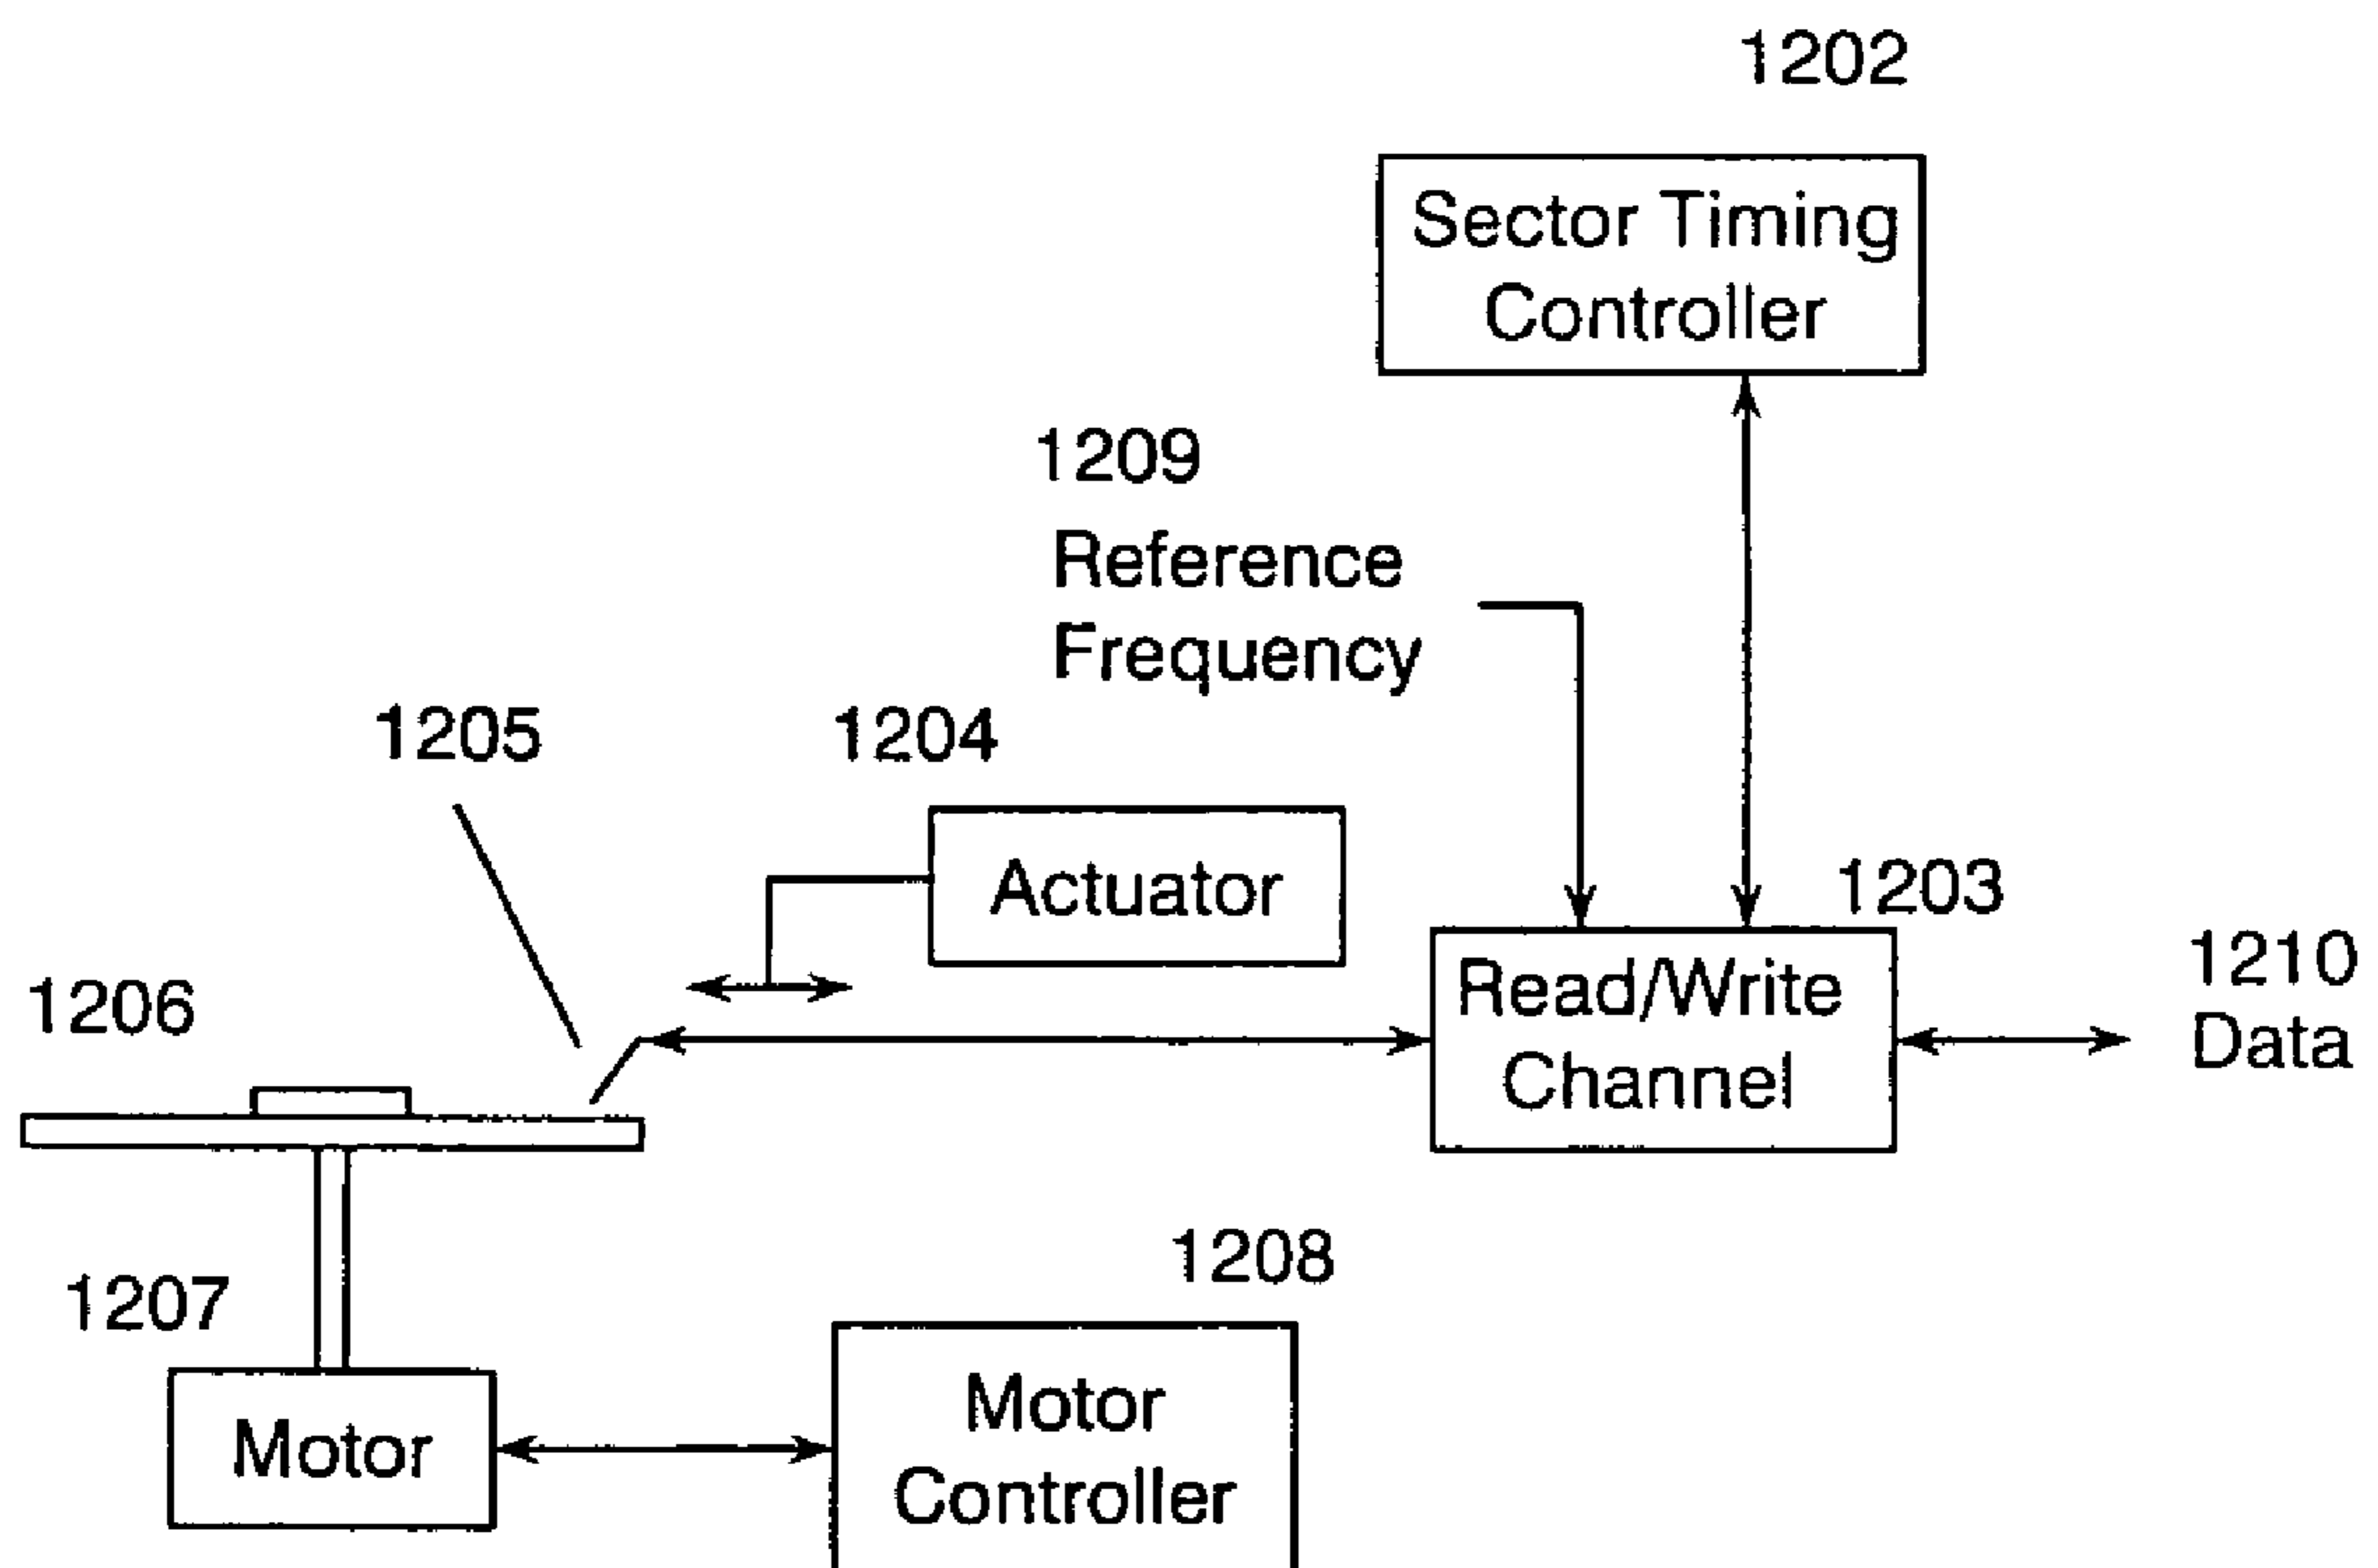 1202
Sector Timing
Controller
1209
Reference
Frequency
1205
1204
Actuator
1203
1206
Read/Write
Channel
1210
Data
1208
1207
Motor
Motor
Controller